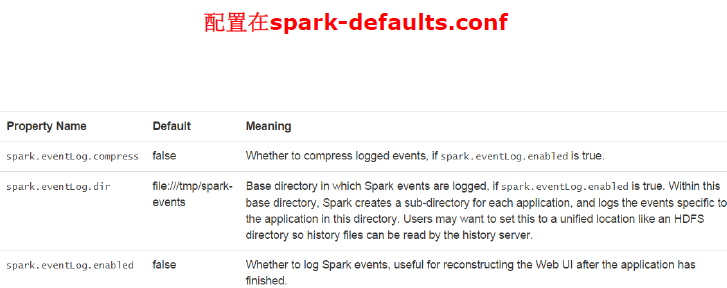 配置在spark-defaults.conf
Property Name Default Meaning
spark.eventLog.compress false Whether to compress logged events, if spark.eventLog.enabled is true.
spark.eventLog.dir file:///tmp/spark- Base directory in which Spark events are logged, if spark.eventLog.enabled is true. Within this
events base directory, Spark creates a sub-directory for each application, and logs the events specific to
the application in this directory. Users may want to set this to a unified location like an HDFS
directory so history files can be read by the history server.
spark.eventLog.enabled false Whether to log Spark events, useful for reconstructing the Web UI after the application has
finished.